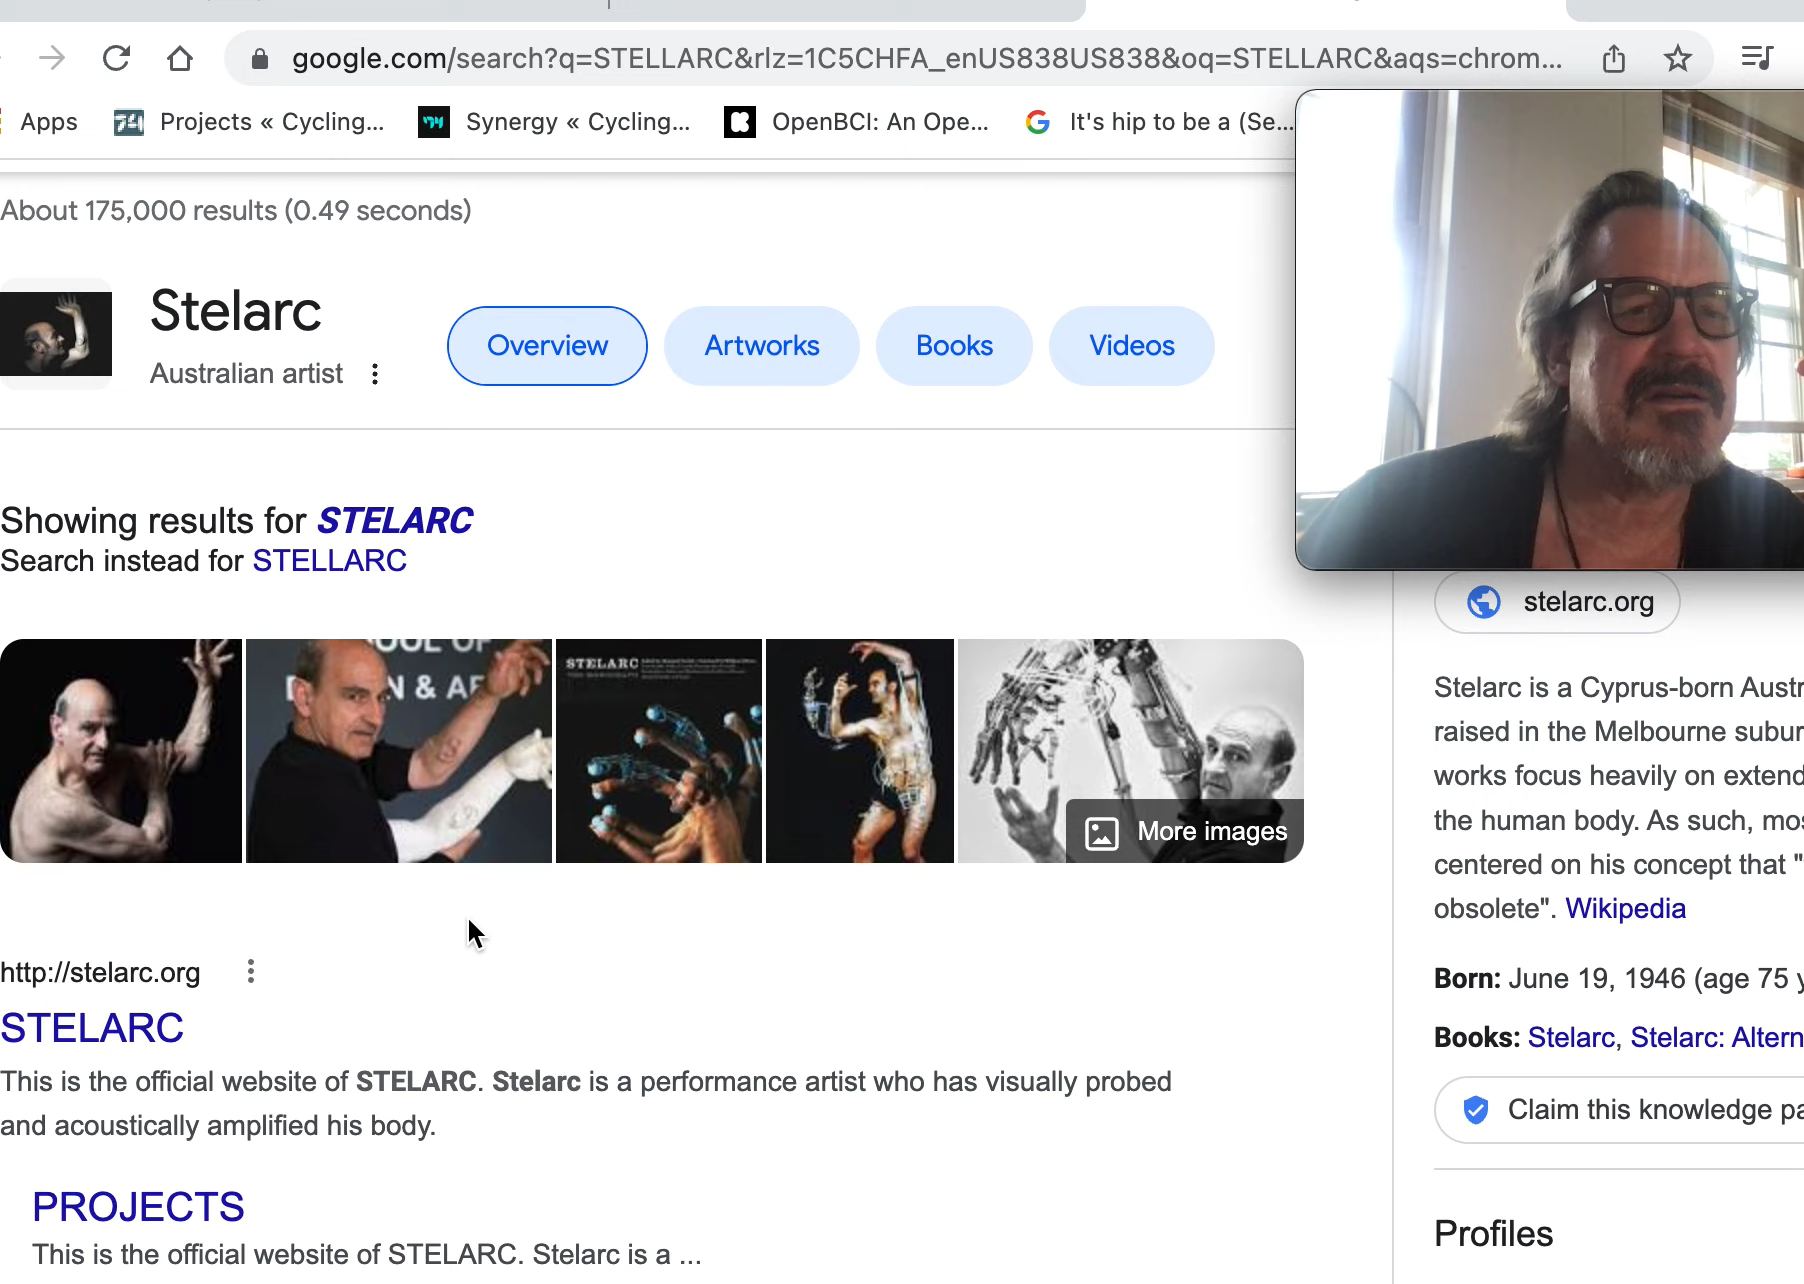 google.com/search?q=STELLARC&rlz=1C5CHFA_enUS838US838&oq=STELLARC&aqs=chrom...
Apps
Projects « Cycling...
Synergy « Cycling...
OpenBCI: An Ope...
It's hip to be a (Se...
About 175,000 results (0.49 seconds)
Stelarc
Australian artist
Overview
Artworks
Books
Videos
Showing results for STELARC
Search instead for STELLARC
N & A
STELARC
More images
http://stelarc.org
STELARC
This is the official website of STELARC. Stelarc is a performance artist who has visually probed
and acoustically amplified his body.
PROJECTS
This is the official website of STELARC. Stelarc is a ...
stelarc.org
Stelarc is a Cyprus-born Austr
raised in the Melbourne subur
works focus heavily on extend
the human body. As such, mos
centered on his concept that "
obsolete". Wikipedia
Born: June 19, 1946 (age 75 y
Books: Stelarc, Stelarc: Altern
Claim this knowledge pa
Profiles